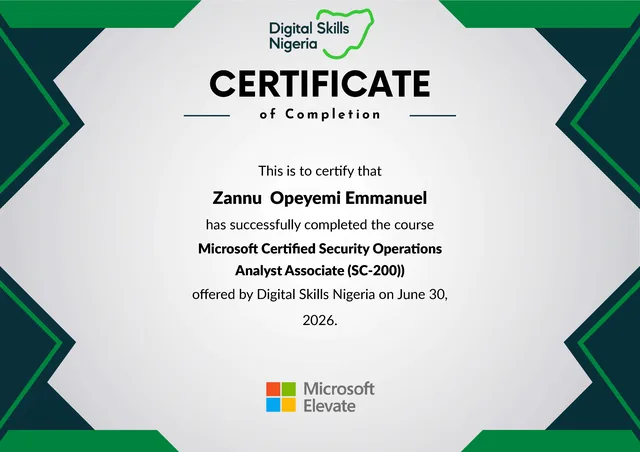 Digital Skills
Nigeria
CERTIFICATE
of Completion
This is to certify that
Zannu Opeyemi Emmanuel
has successfully completed the course
Microsoft Certified Security Operations
Analyst Associate (SC-200))
offered by Digital Skills Nigeria on June 30,
2026.
Microsoft
Elevate